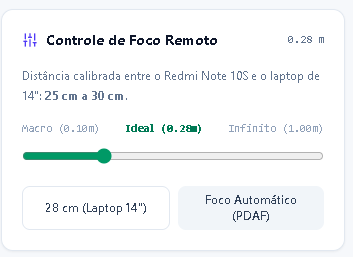 Controle de Foco Remoto 0.28 m
Distância calibrada entre o Redmi Note 10S e o laptop de
14": 25 cm a 30 cm.
Macro (0.10m) Ideal (0.28m) Infinito (1.00m)
28 cm (Laptop 14")
Foco Automático
(PDAF)